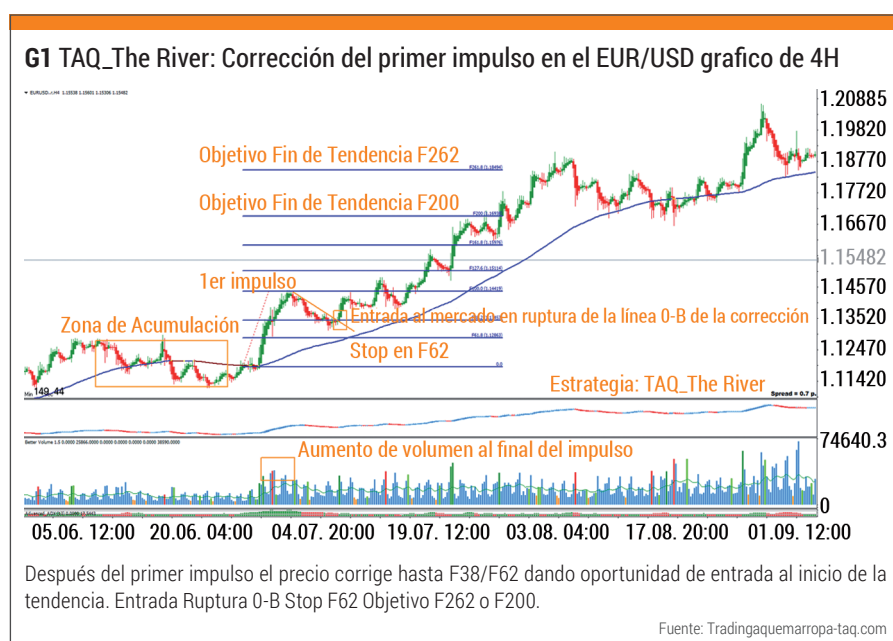 G1 TAQ_The River: Corrección del primer impulso en el EUR/USD grafico de 4H
1.20885
1.19820
1.18770
1.17720
1.16670
1.15482
1.14570
1.13520
1.12470
1.11420
Objetivo Fin de Tendencia F262
Objetivo Fin de Tendencia F200
1er impulso
Entrada al mercado en ruptura de la línea 0-B de la corrección
Zona de Acumulación
Stop en F62
Estrategia: TAQ_The River
149.44
Spread = 0.7 p.
Aumento de volumen al final del impulso
74640.3
0
05.06. 12:00 20.06. 04:00 04.07. 20:00 19.07. 12:00 03.08. 04:00 17.08. 20:00 01.09. 12:00
Después del primer impulso el precio corrige hasta F38/F62 dando oportunidad de entrada al inicio de la
tendencia. Entrada Ruptura 0-B Stop F62 Objetivo F262 o F200.
Fuente: Tradingaquemarropa-taq.com